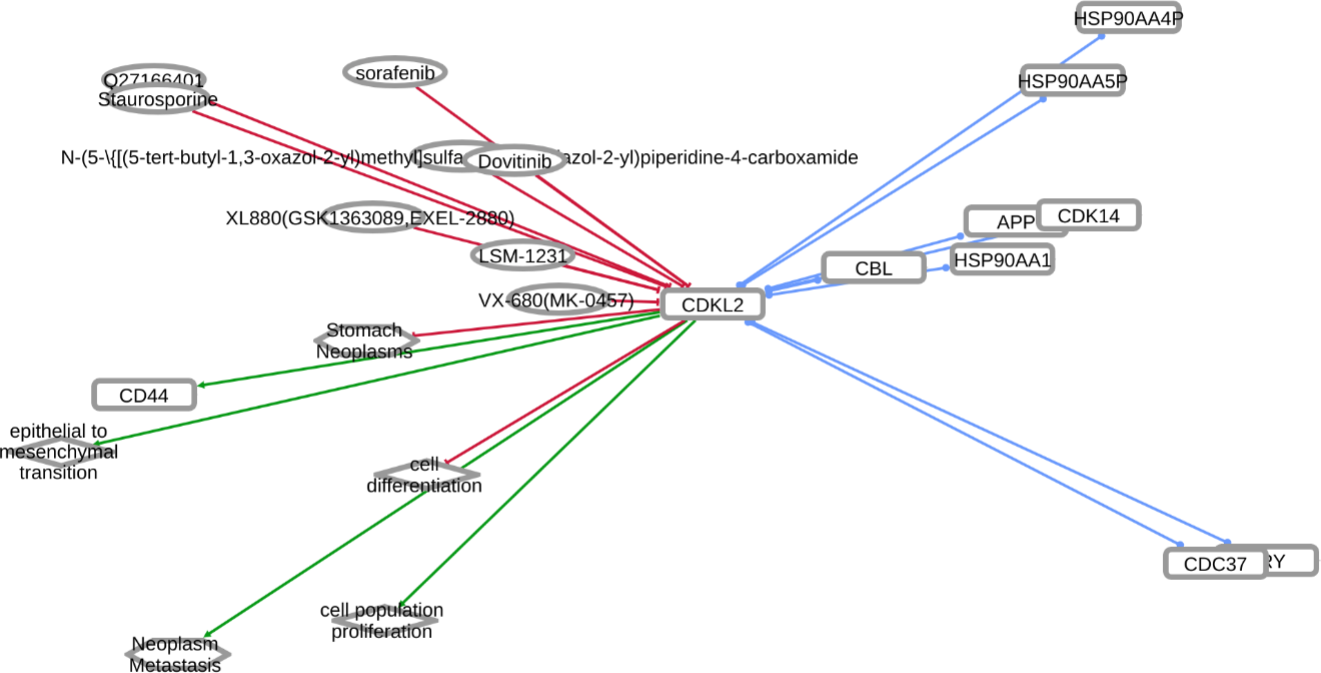 HSP90AA4P
sorafenib
Q27166401
HSP90AA5P
Staurosporine
N-(5-\{[(5-tert-butyl-1,3-oxazol-2-yl)methyl]sulfa
Dovitinib
azol-2-yl)piperidine-4-carboxamide
XL880(GSK1363089,EXEL-2880)
APP
CDK14
LSM-1231
CBL
HSP90AA1
VX-680(MK-0457)
CDKL2
Stomach
Neoplasms
CD44
epithelial to
mesenchymal
transition
cell
differentiation
CDC37
RY
cell population
proliferation
Neoplasm
Metastasis